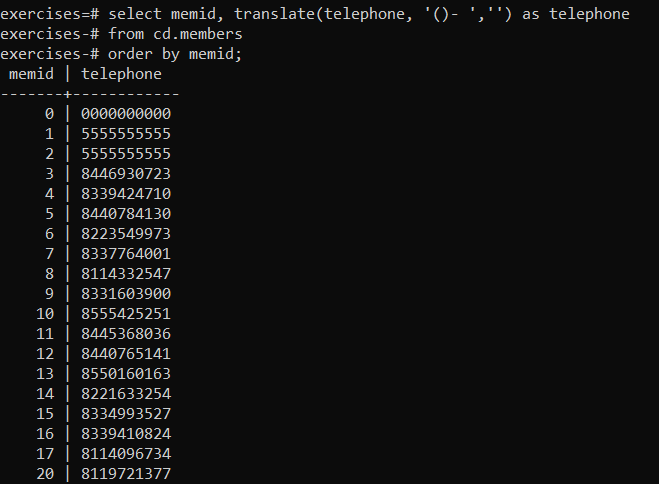 exercises=# select memid, translate(telephone, '()- ','') as telephone
exercises-# from cd.members
exercises-# order by memid;
 memid | telephone
-------+------------
     0 | 0000000000
     1 | 5555555555
     2 | 5555555555
     3 | 8446930723
     4 | 8339424710
     5 | 8440784130
     6 | 8223549973
     7 | 8337764001
     8 | 8114332547
     9 | 8331603900
    10 | 8555425251
    11 | 8445368036
    12 | 8440765141
    13 | 8550160163
    14 | 8221633254
    15 | 8334993527
    16 | 8339410824
    17 | 8114096734
    20 | 8119721377